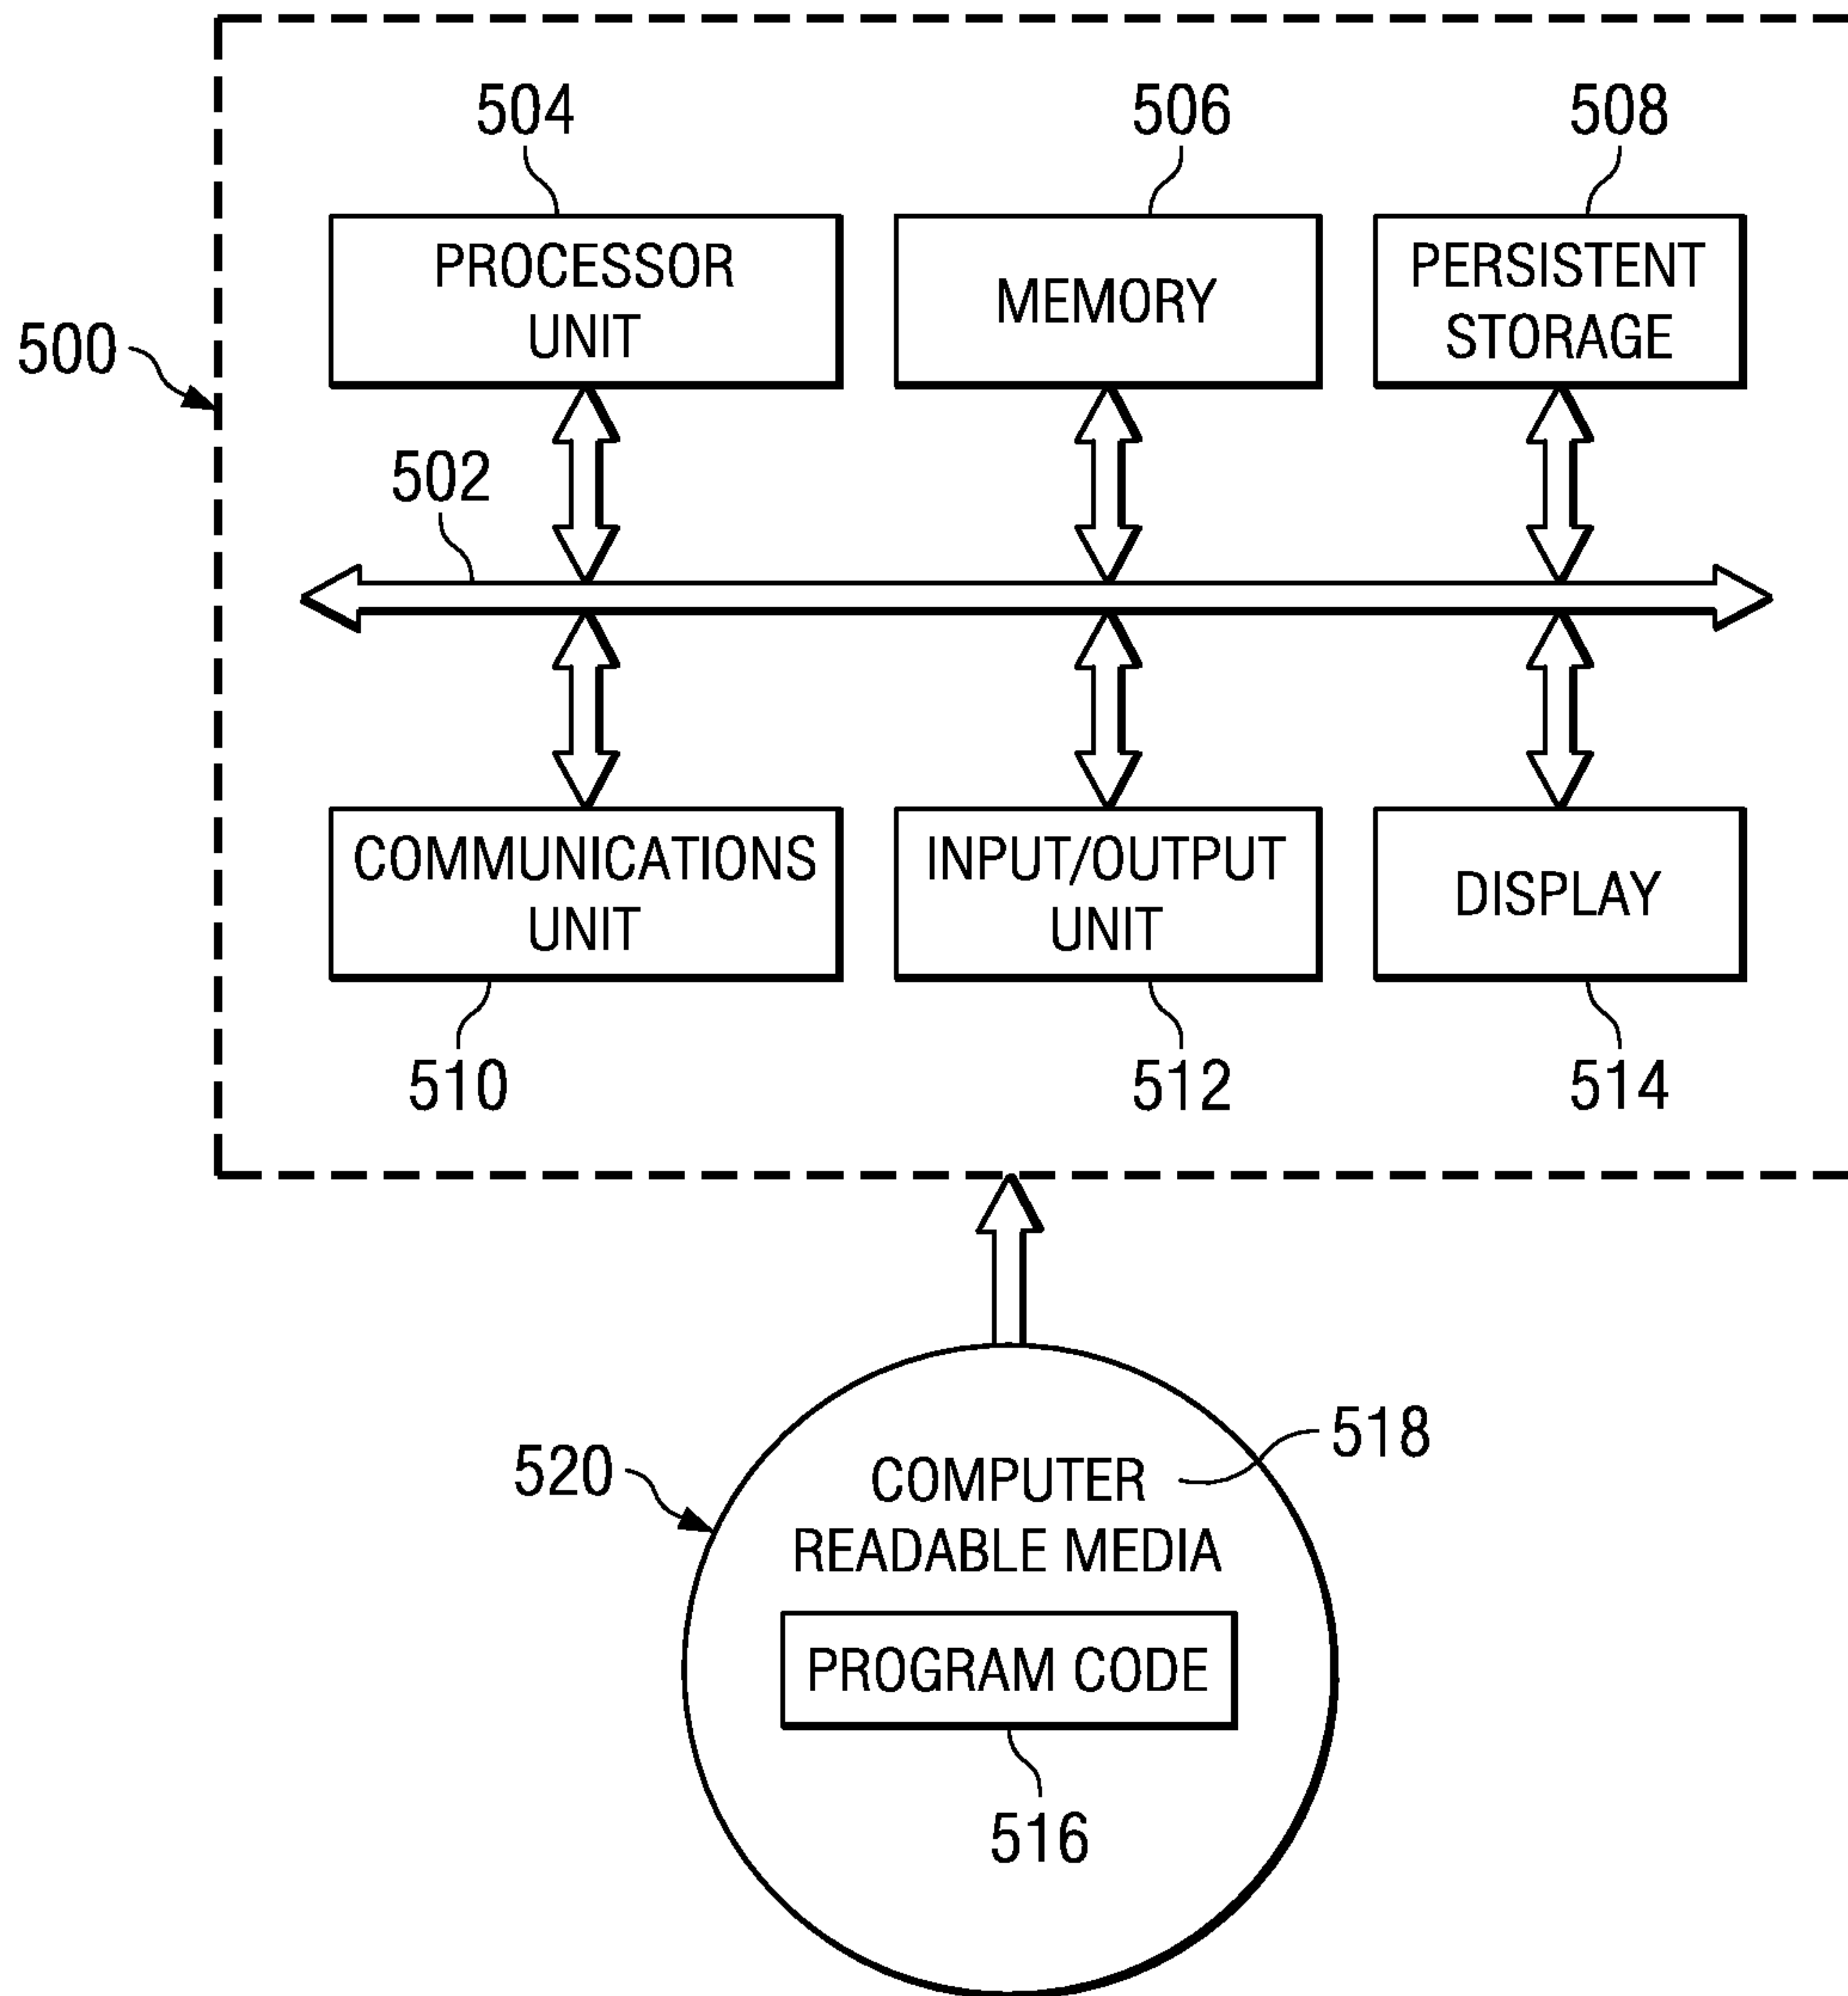 504
506
508
PROCESSOR
UNIT
MEMORY
PERSISTENT
STORAGE
500
502
COMMUNICATIONS
UNIT
INPUT/OUTPUT
UNIT
DISPLAY
510
512
514
518
520
COMPUTER
READABLE MEDIA
PROGRAM CODE
516